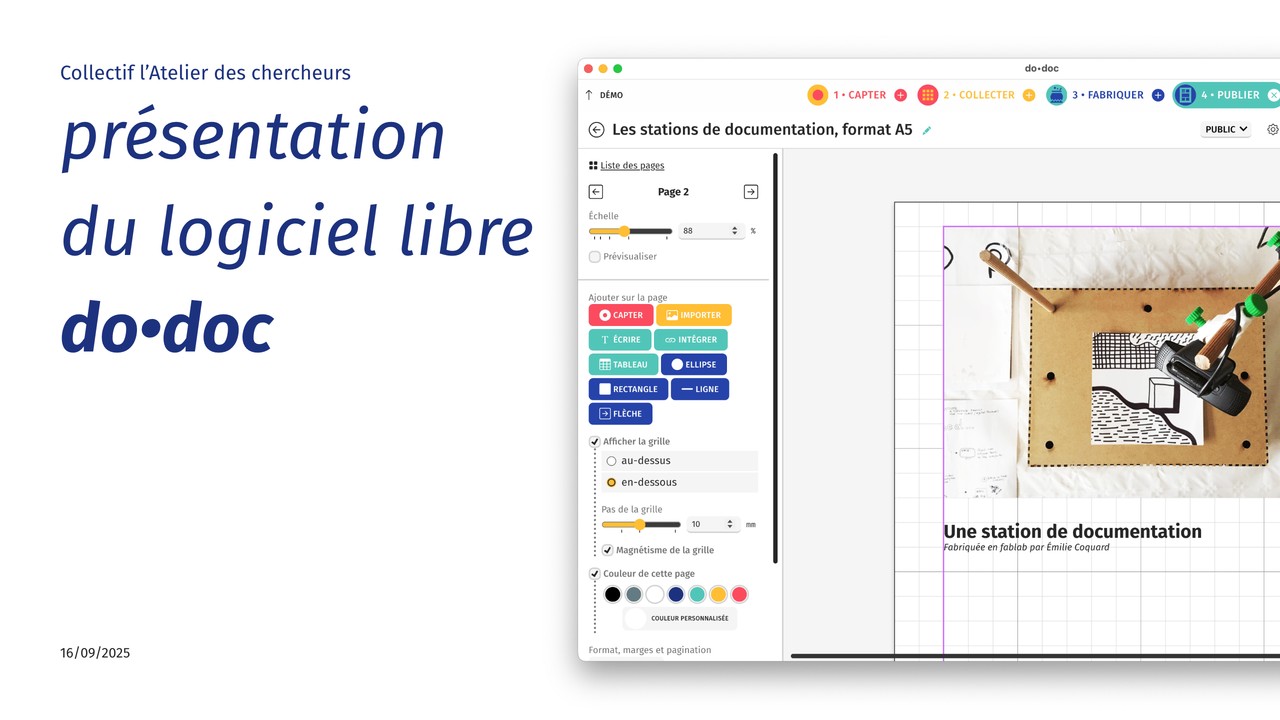 Collectif l’Atelier des chercheurs
présentation
du logiciel libre
do•doc
16/09/2025
do•doc
DÉMO
1 • CAPTER
2 • COLLECTER
3 • FABRIQUER
4 • PUBLIER
Les stations de documentation, format A5
PUBLIC
Liste des pages
Page 2
Échelle
88 %
Prévisualiser
Ajouter sur la page
CAPTER
IMPORTER
ÉCRIRE
INTÉGRER
TABLEAU
ELLIPSE
RECTANGLE
LIGNE
FLÈCHE
Afficher la grille
au-dessus
en-dessous
Pas de la grille
10 mm
Magnétisme de la grille
Couleur de cette page
COULEUR PERSONNALISÉE
Format, marges et pagination
Une station de documentation
Fabriquée en fablab par Émilie Coquard